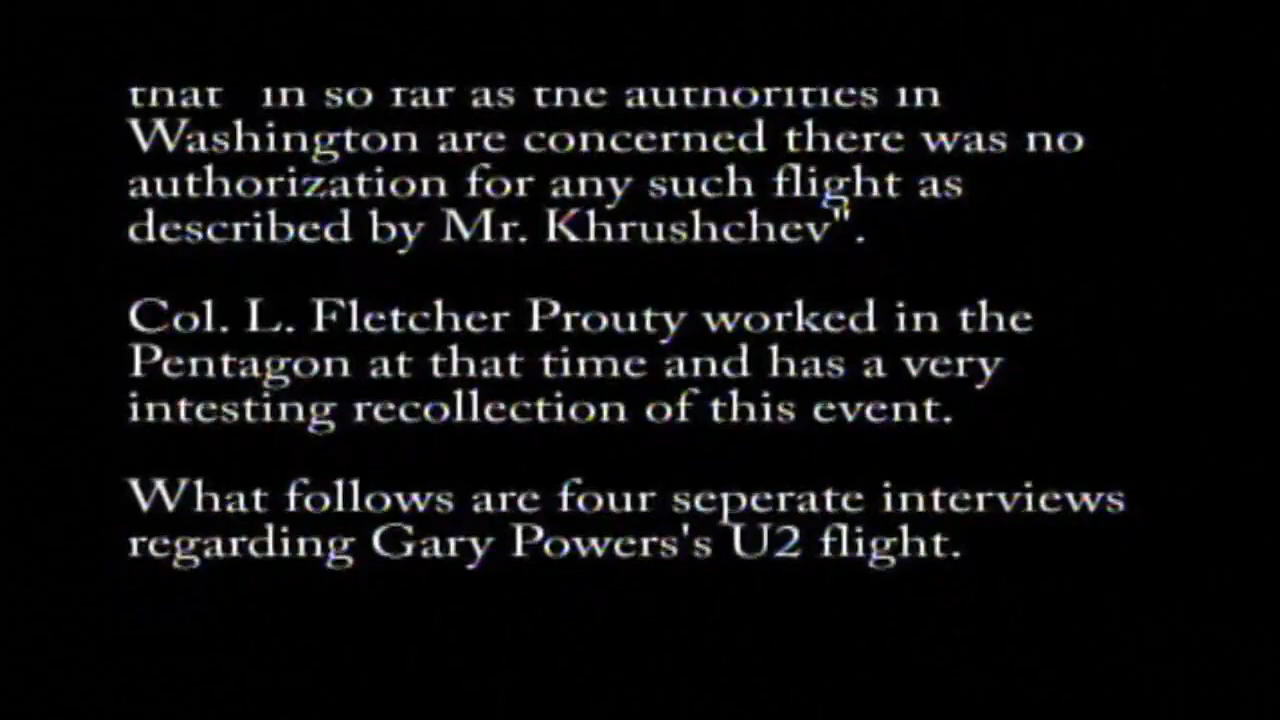 that in so far as the authorities in
Washington are concerned there was no
authorization for any such flight as
described by Mr. Khrushchev".
Col. L. Fletcher Prouty worked in the
Pentagon at that time and has a very
intesting recollection of this event.
What follows are four seperate interviews
regarding Gary Powers's U2 flight.